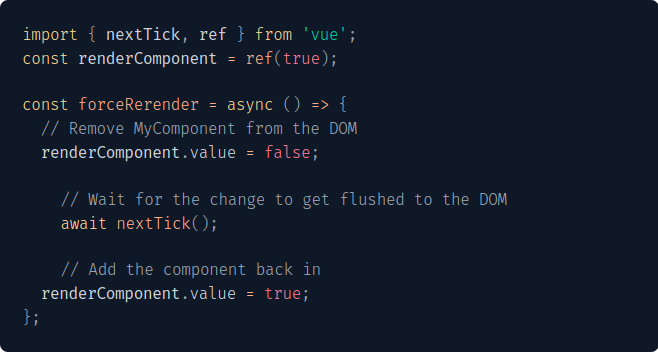 import { nextTick, ref } from 'vue';
const renderComponent = ref(true);

const forceRerender = async () => {
  // Remove MyComponent from the DOM
  renderComponent.value = false;

    // Wait for the change to get flushed to the DOM
    await nextTick();

    // Add the component back in
  renderComponent.value = true;
};